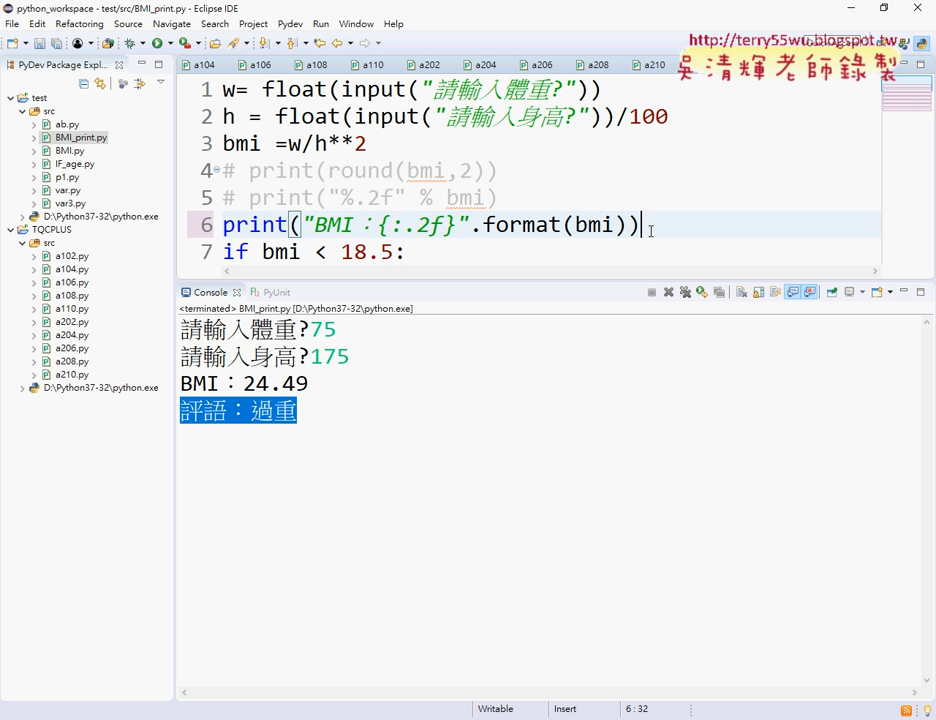 python_workspace - test/src/BMI_print.py - Eclipse IDE
File Edit Refactoring Source Navigate Search Project Pydev Run Window Help
http://terry55wu.blogspot.tw
吳清輝老師錄製
PyDev Package Expl...
a104 a106 a108 a110 a202 a204 a206 a208 a210
test
src
ab.py
BMI_print.py
BMI.py
IF_age.py
p1.py
var.py
var3.py
D:\Python37-32\python.exe
TQCPLUS
src
a102.py
a104.py
a106.py
a108.py
a110.py
a202.py
a204.py
a206.py
a208.py
a210.py
D:\Python37-32\python.exe
1 w= float(input("請輸入體重?"))
2 h = float(input("請輸入身高?"))/100
3 bmi =w/h**2
4 # print(round(bmi,2))
5 # print("%.2f" % bmi)
6 print("BMI：{:.2f}".format(bmi))
7 if bmi < 18.5:
Console PyUnit
<terminated> BMI_print.py [D:\Python37-32\python.exe]
請輸入體重?75
請輸入身高?175
BMI：24.49
評語：過重
Writable Insert 6 : 32